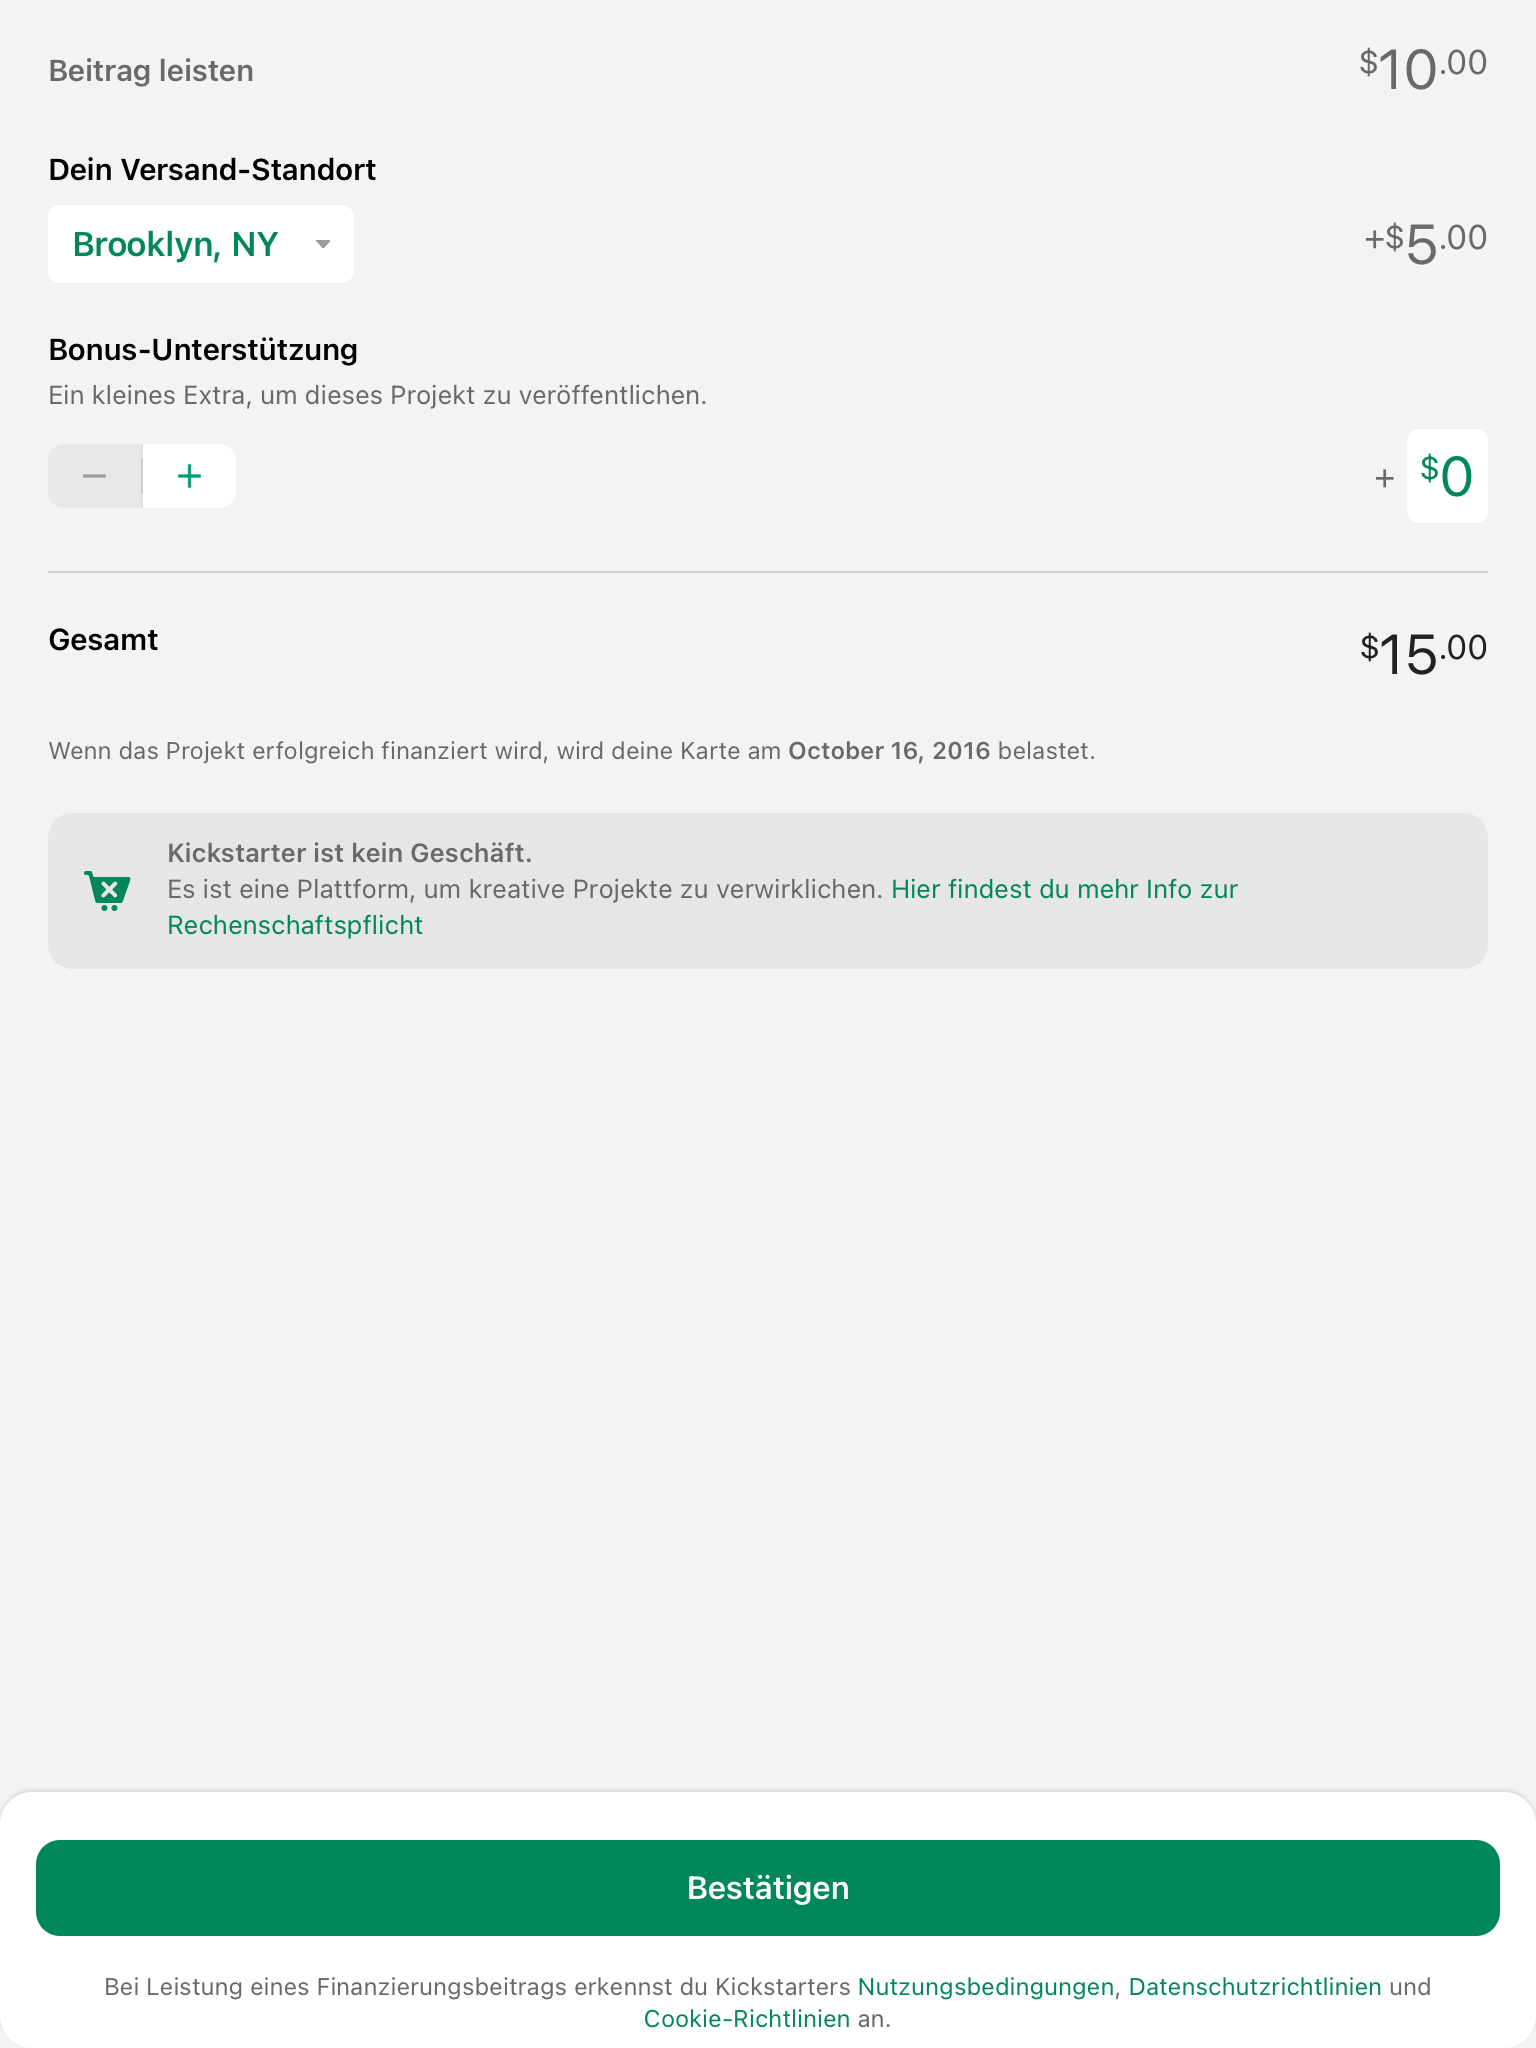 Beitrag leisten $10.00
Dein Versand-Standort
Brooklyn, NY +$5.00
Bonus-Unterstützung
Ein kleines Extra, um dieses Projekt zu veröffentlichen.
− + + $0
Gesamt $15.00
Wenn das Projekt erfolgreich finanziert wird, wird deine Karte am October 16, 2016 belastet.
Kickstarter ist kein Geschäft.
Es ist eine Plattform, um kreative Projekte zu verwirklichen. Hier findest du mehr Info zur
Rechenschaftspflicht
Bestätigen
Bei Leistung eines Finanzierungsbeitrags erkennst du Kickstarters Nutzungsbedingungen, Datenschutzrichtlinien und
Cookie-Richtlinien an.